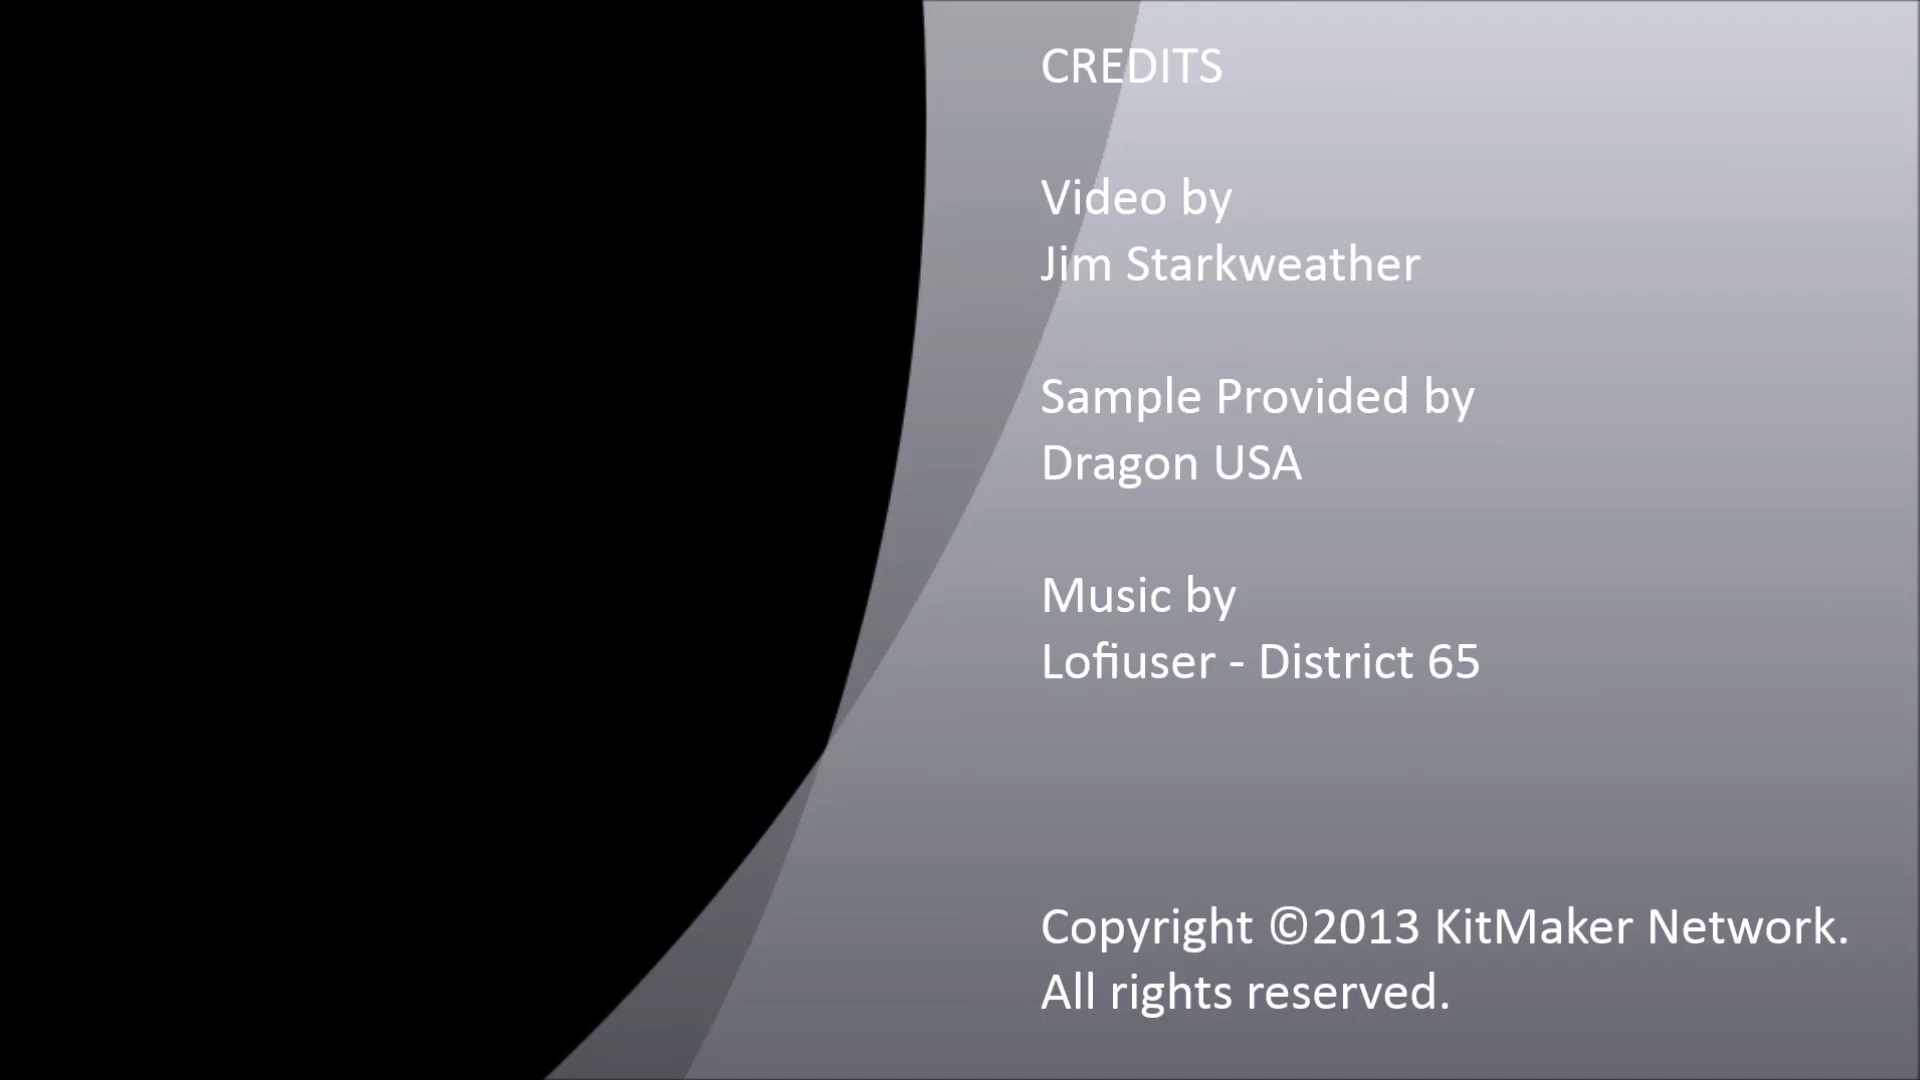 CREDITS
Video by
Jim Starkweather
Sample Provided by
Dragon USA
Music by
Lofiuser - District 65
Copyright ©2013 KitMaker Network.
All rights reserved.